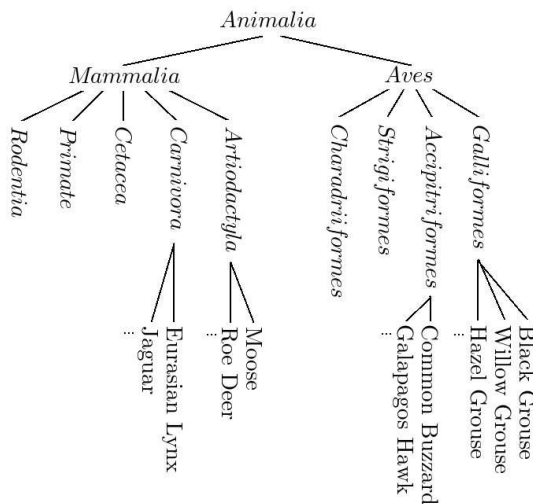 Animalia
Mammalia
Aves
Rodentia
Primate
Cetacea
Carnivora
Artiodactyla
Charadriiformes
Strigiformes
Accipitriformes
Galliformes
...
Jaguar
Eurasian Lynx
...
Roe Deer
Moose
...
Galapagos Hawk
Common Buzzard
...
Hazel Grouse
Willow Grouse
Black Grouse